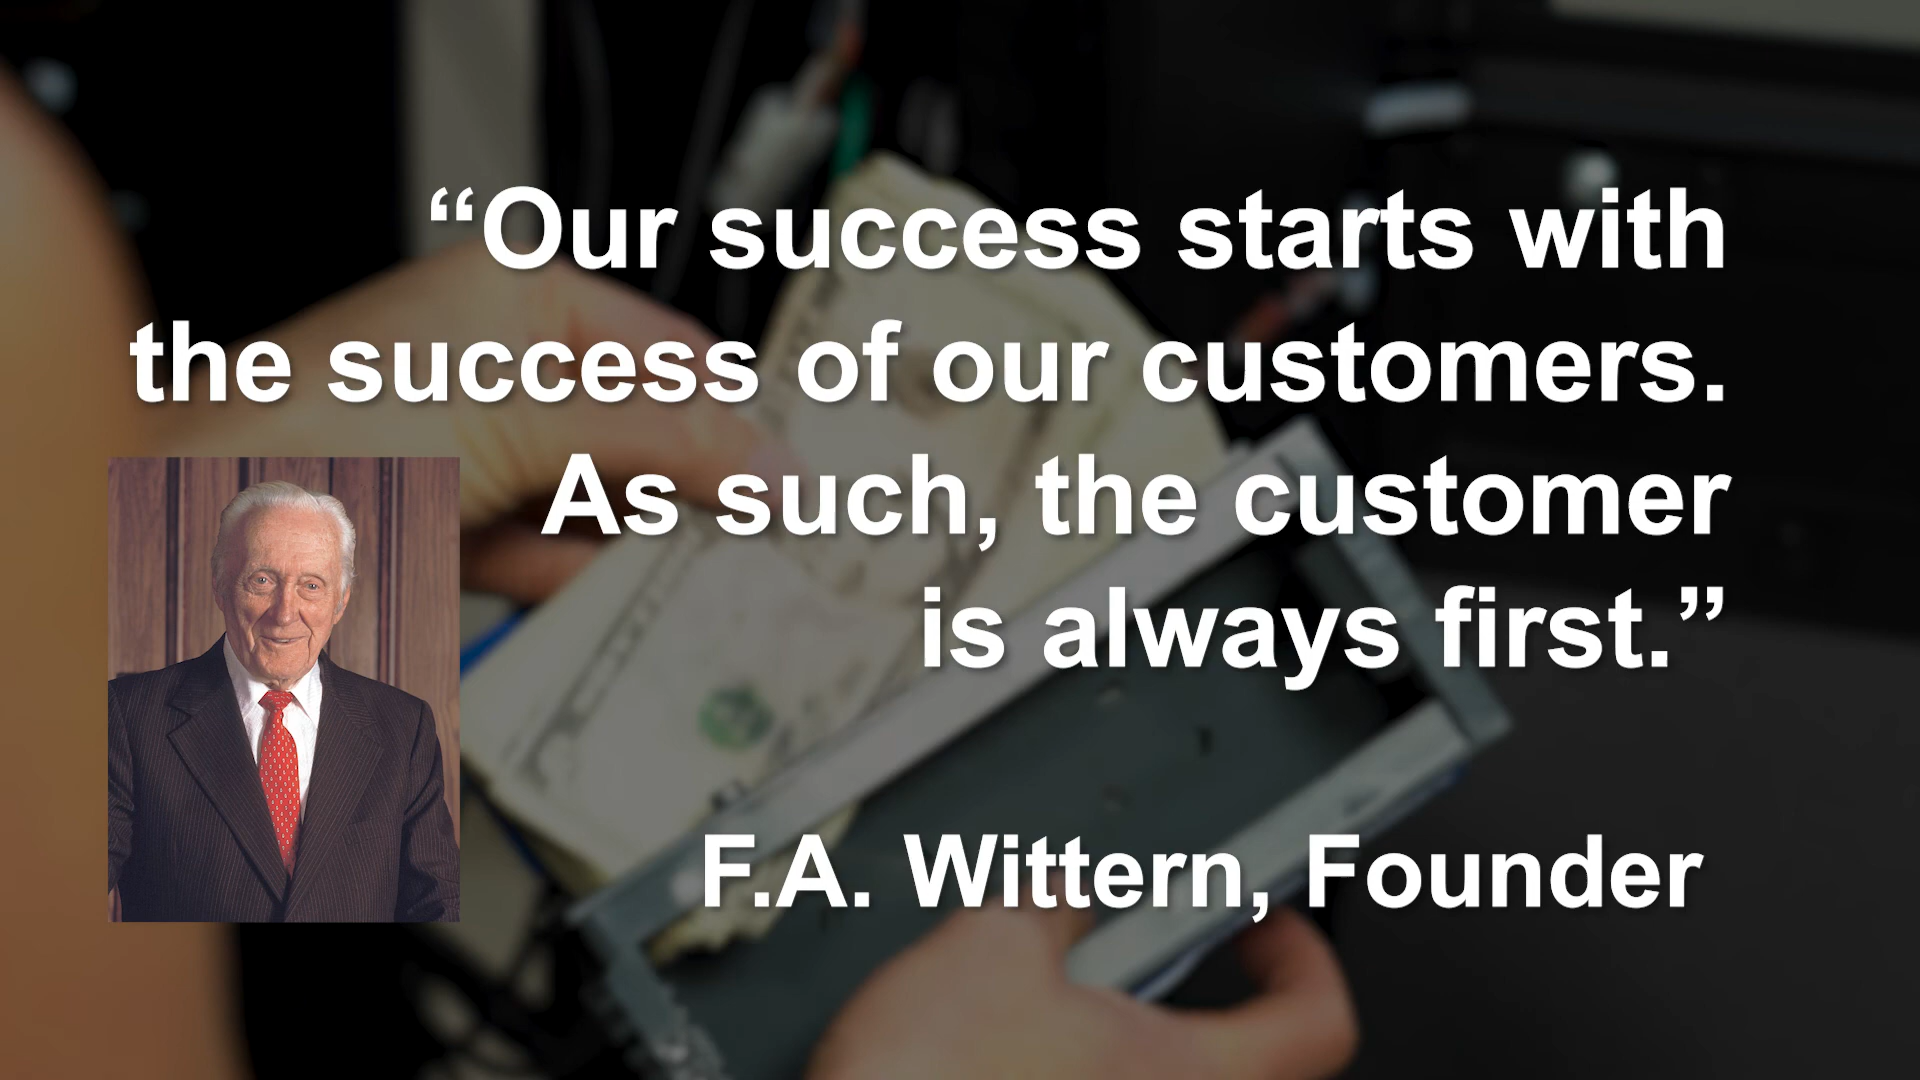 “Our success starts with
the success of our customers.
As such, the customer
is always first.”
F.A. Wittern, Founder